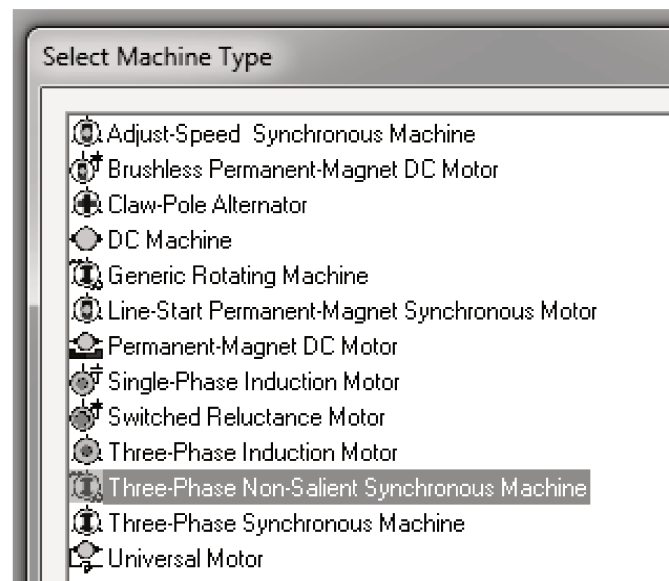 Select Machine Type
Adjust-Speed  Synchronous Machine
Brushless Permanent-Magnet DC Motor
Claw-Pole Alternator
DC Machine
Generic Rotating Machine
Line-Start Permanent-Magnet Synchronous Motor
Permanent-Magnet DC Motor
Single-Phase Induction Motor
Switched Reluctance Motor
Three-Phase Induction Motor
Three-Phase Non-Salient Synchronous Machine
Three-Phase Synchronous Machine
Universal Motor